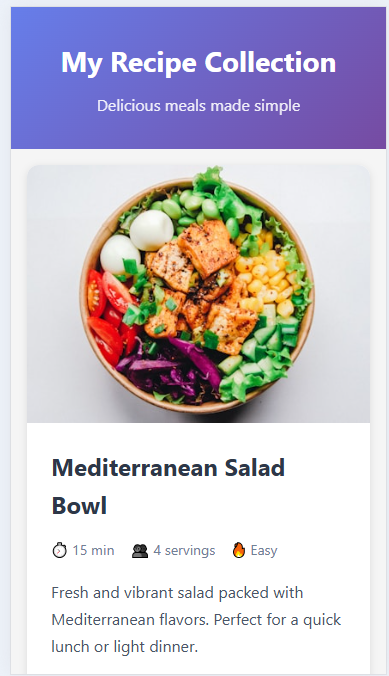 My Recipe Collection
Delicious meals made simple
Mediterranean Salad
Bowl
15 min 4 servings Easy
Fresh and vibrant salad packed with
Mediterranean flavors. Perfect for a quick
lunch or light dinner.